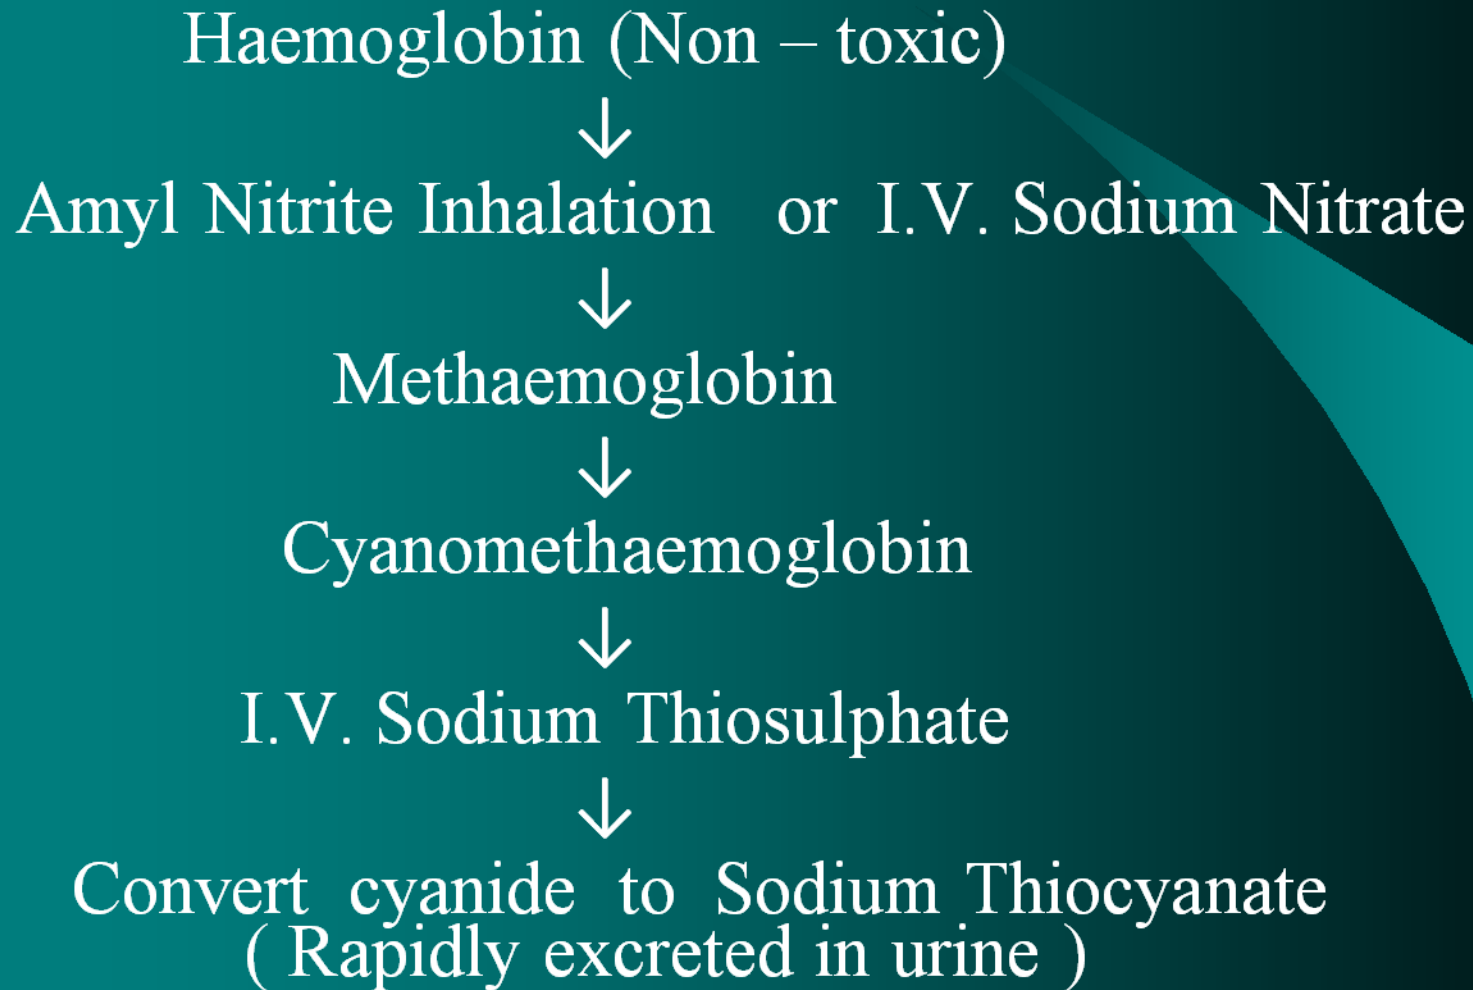 Haemoglobin (Non – toxic)
↓
Amyl Nitrite Inhalation or I.V. Sodium Nitrate
↓
Methaemoglobin
↓
Cyanomethaemoglobin
↓
I.V. Sodium Thiosulphate
↓
Convert cyanide to Sodium Thiocyanate
( Rapidly excreted in urine )